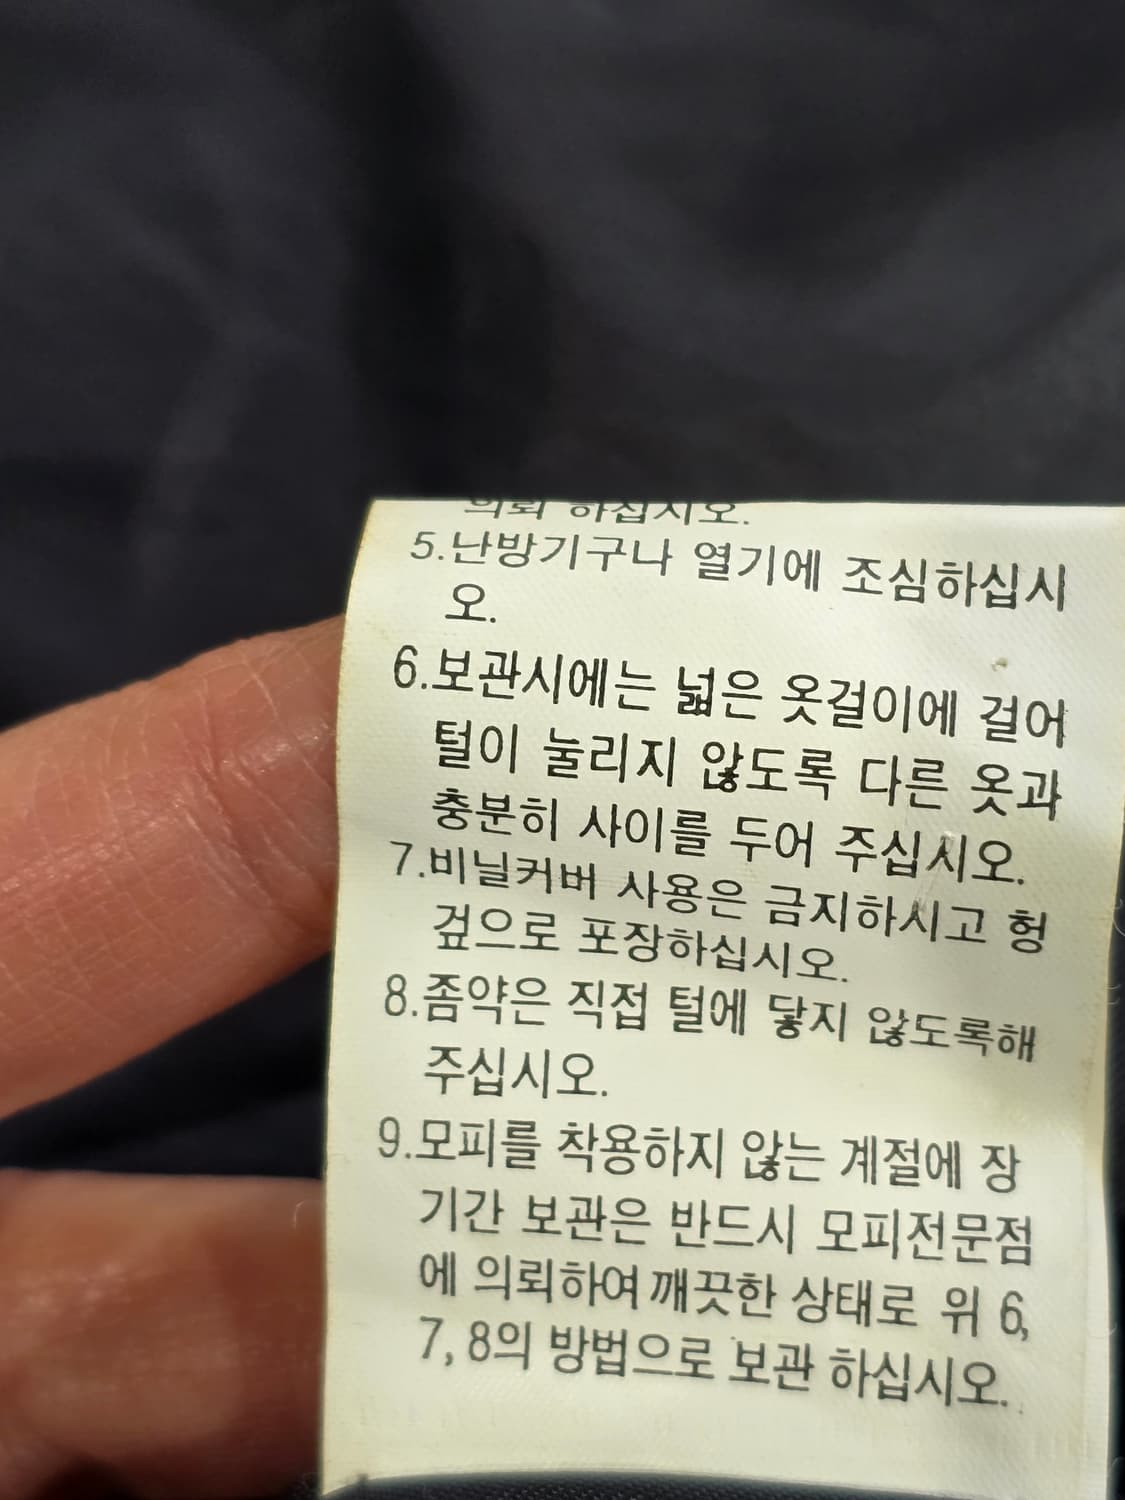 의뢰 하십시오.
5.난방기구나 열기에 조심하십시
오.
6.보관시에는 넓은 옷걸이에 걸어
털이 눌리지 않도록 다른 옷과
충분히 사이를 두어 주십시오.
7.비닐커버 사용은 금지하시고 헝
겊으로 포장하십시오.
8.좀약은 직접 털에 닿지 않도록해
주십시오.
9.모피를 착용하지 않는 계절에 장
기간 보관은 반드시 모피전문점
에 의뢰하여 깨끗한 상태로 위 6,
7, 8의 방법으로 보관 하십시오.